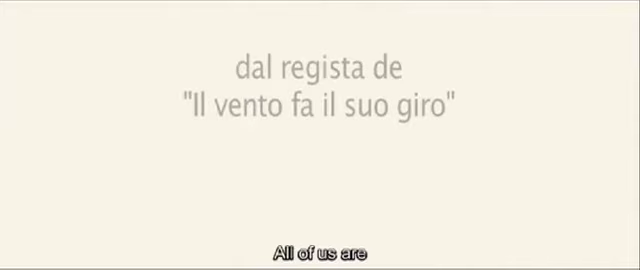 dal regista de
"Il vento fa il suo giro"
All of us are